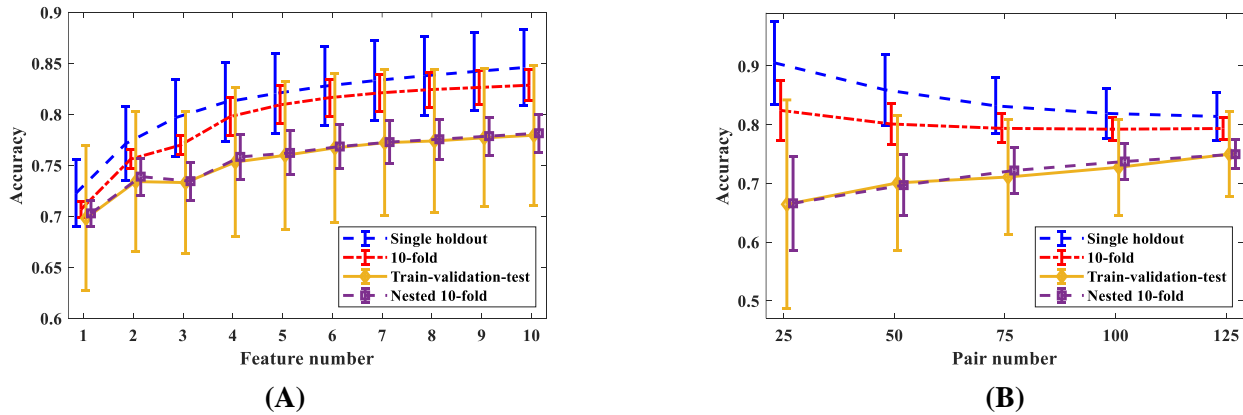 0.9
0.85
0.8
0.75
0.7
0.65
0.6
Accuracy
1 2 3 4 5 6 7 8 9 10
Feature number
Single holdout
10-fold
Train-validation-test
Nested 10-fold
(A)
0.9
0.8
0.7
0.6
0.5
Accuracy
25 50 75 100 125
Pair number
Single holdout
10-fold
Train-validation-test
Nested 10-fold
(B)